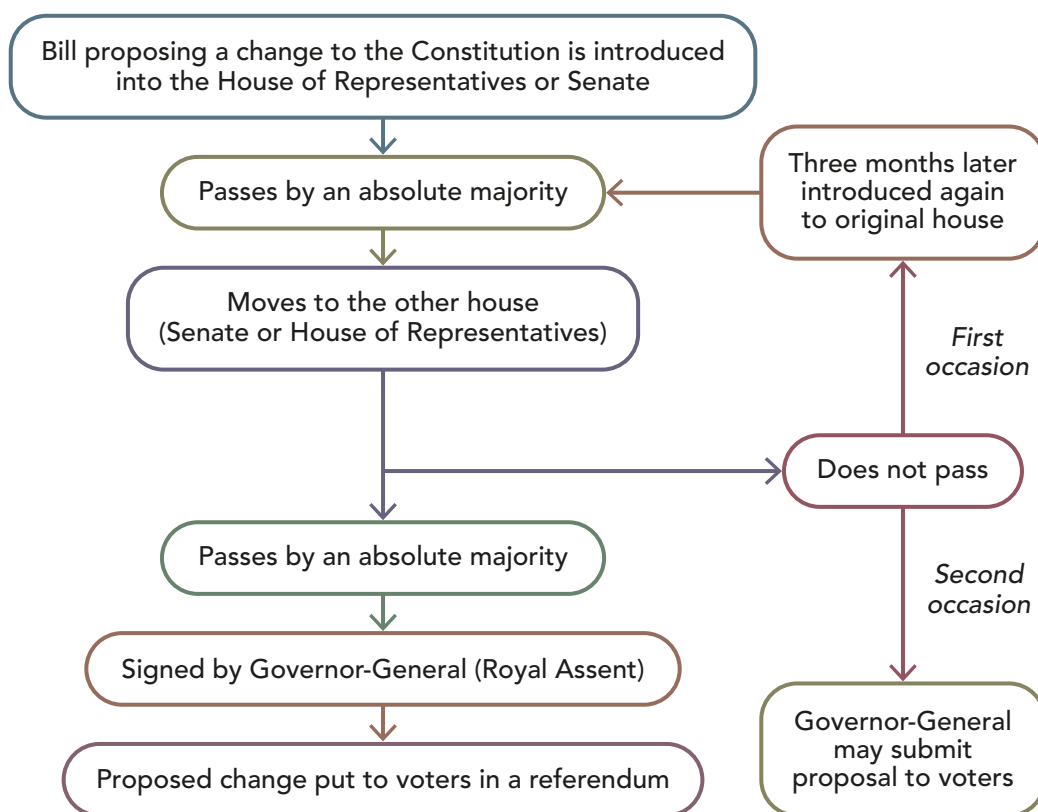 Bill proposing a change to the Constitution is introduced
into the House of Representatives or Senate
Passes by an absolute majority
Three months later
introduced again
to original house
Moves to the other house
(Senate or House of Representatives)
First
occasion
Does not pass
Passes by an absolute majority
Second
occasion
Signed by Governor-General (Royal Assent)
Governor-General
may submit
proposal to voters
Proposed change put to voters in a referendum